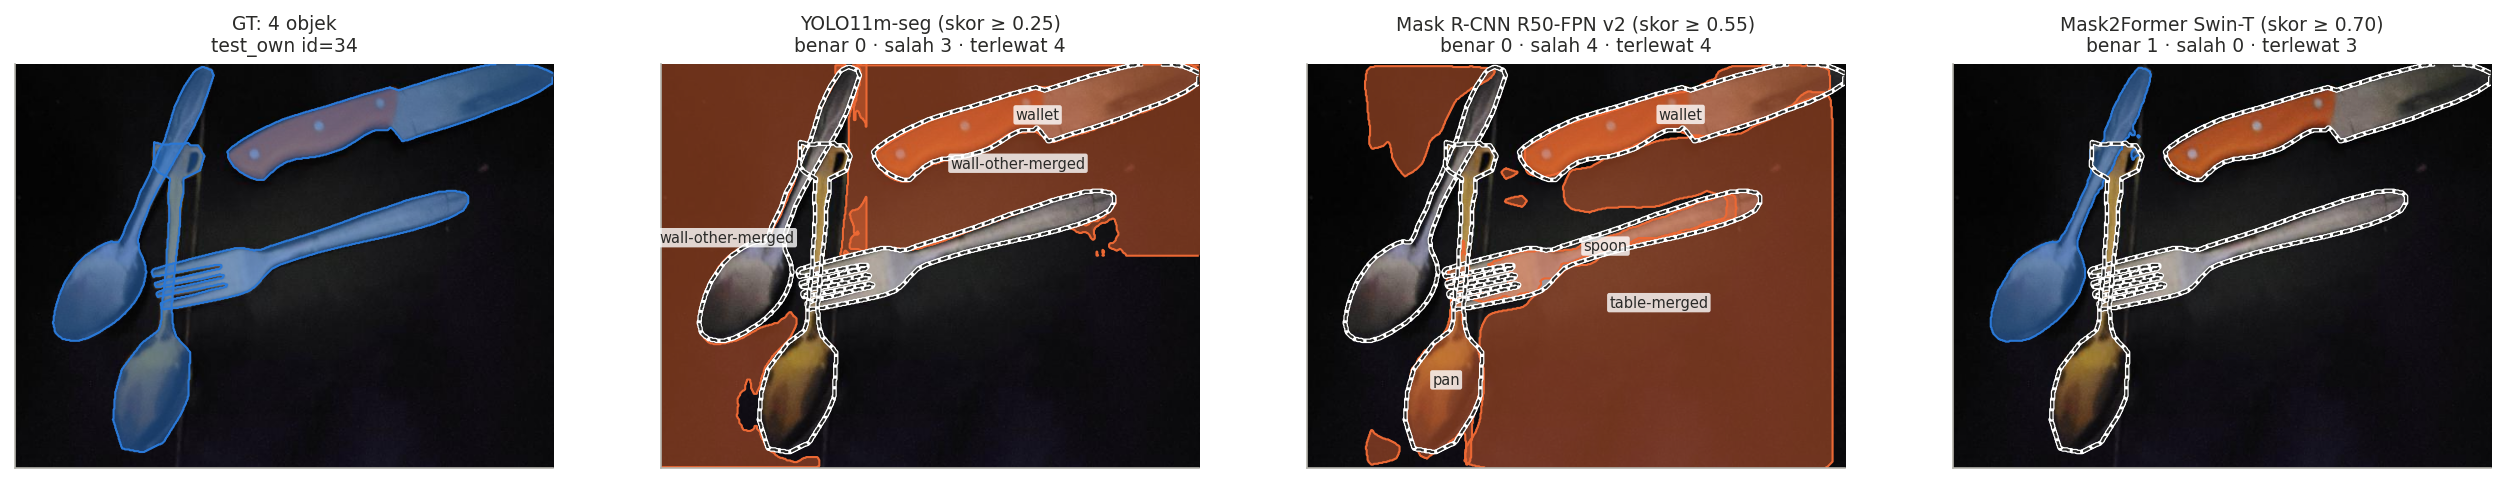 GT: 4 objek
test_own id=34
YOLO11m-seg (skor ≥ 0.25)
benar 0 · salah 3 · terlewat 4
wallet
wall-other-merged
wall-other-merged
Mask R-CNN R50-FPN v2 (skor ≥ 0.55)
benar 0 · salah 4 · terlewat 4
wallet
spoon
table-merged
pan
Mask2Former Swin-T (skor ≥ 0.70)
benar 1 · salah 0 · terlewat 3